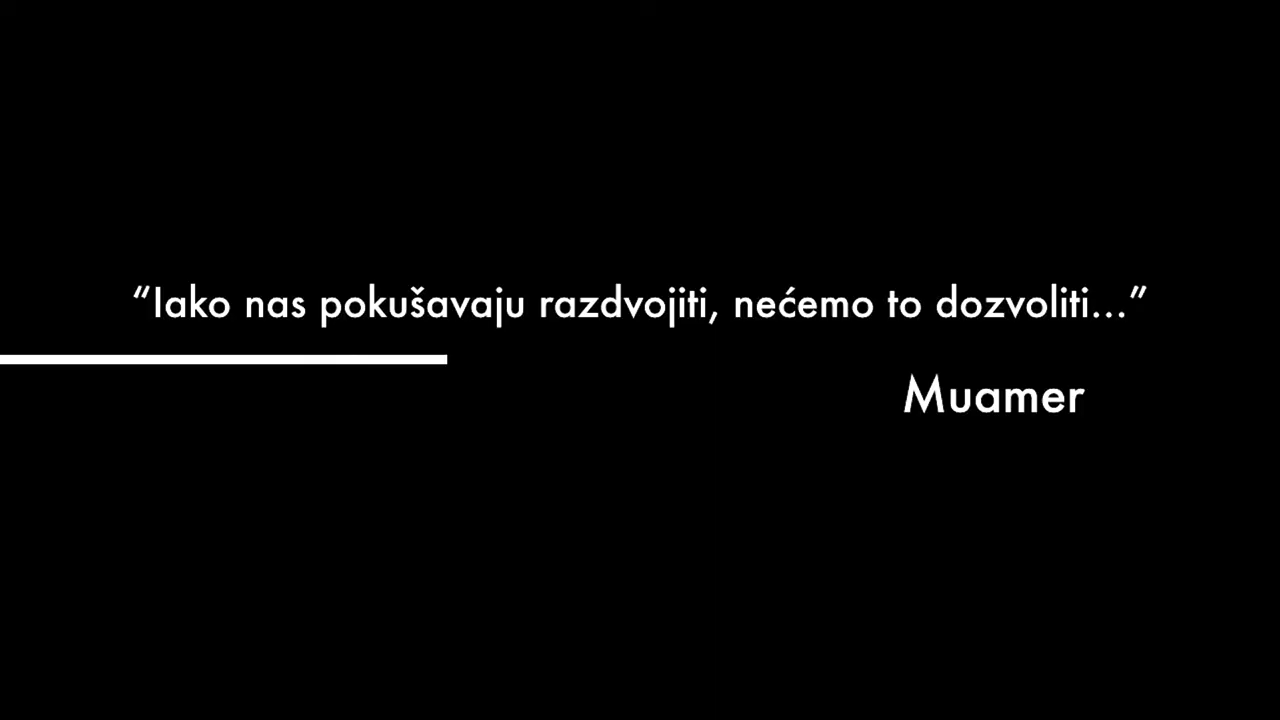 “Iako nas pokušavaju razdvojiti, nećemo to dozvoliti...”
Muamer